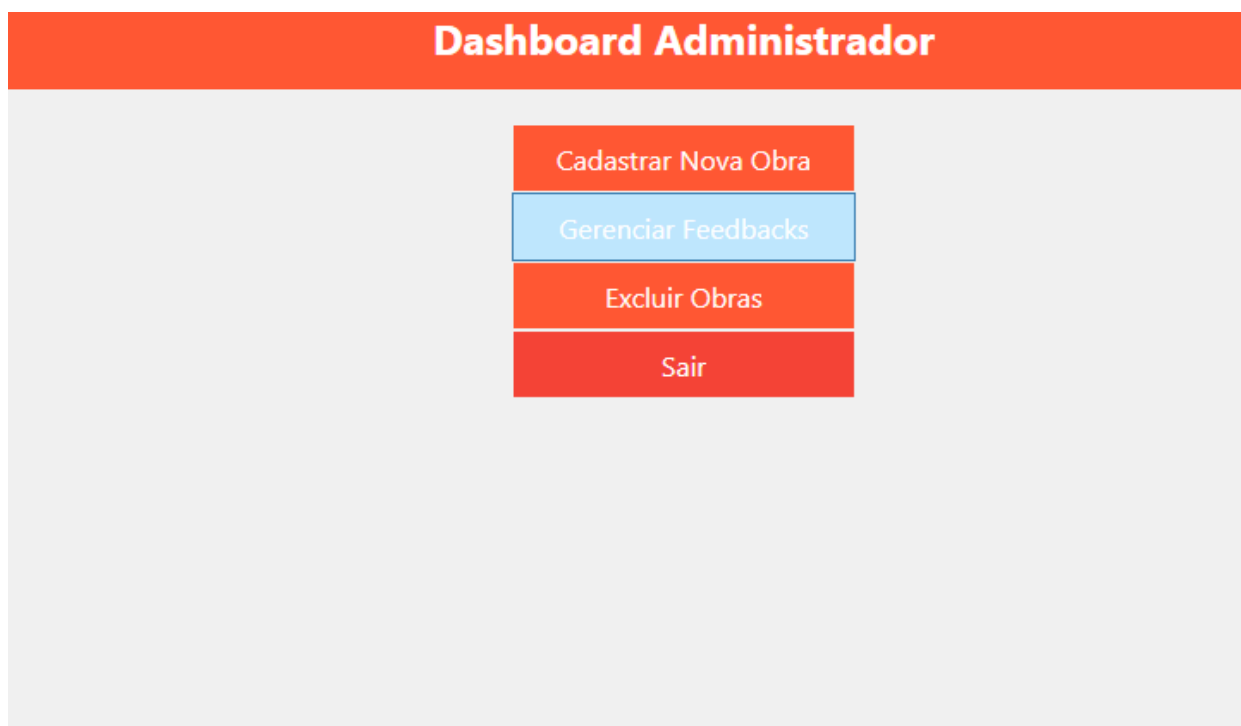 Dashboard Administrador
Cadastrar Nova Obra
Gerenciar Feedbacks
Excluir Obras
Sair